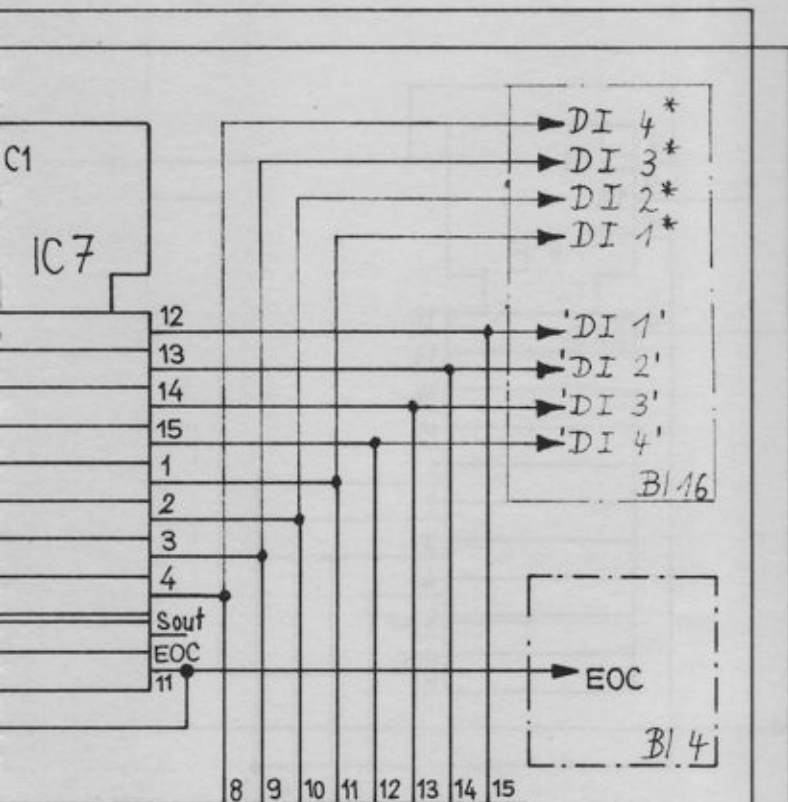 DI 4*
C1
DI 3*
DI 2*
IC7
DI 1*
12
'DI 1'
13
'DI 2'
14
'DI 3'
15
'DI 4'
1
Bl 16
2
3
4
Sout
EOC
11
EOC
Bl 4
8 9 10 11 12 13 14 15